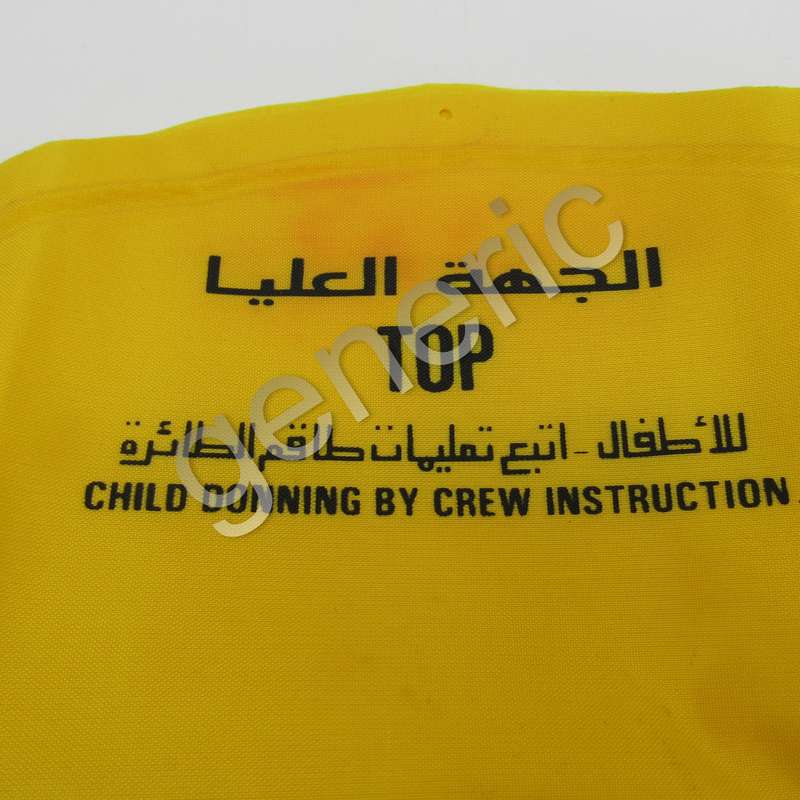 الجهة العليا
TOP
للأطفال - اتبع تعليمات طاقم الطائرة
CHILD DONNING BY CREW INSTRUCTION
generic